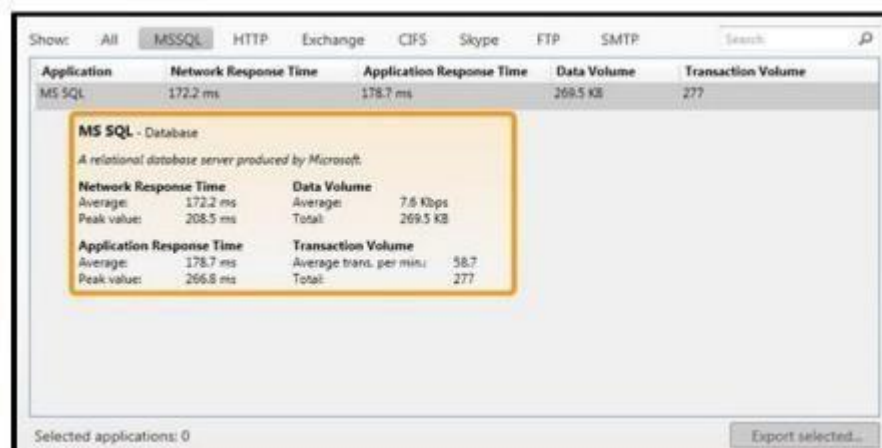 Show: All MSSQL HTTP Exchange CIFS Skype FTP SMTP Search
Application Network Response Time Application Response Time Data Volume Transaction Volume
MS SQL 172.2 ms 178.7 ms 269.5 KB 277
MS SQL - Database
A relational database server produced by Microsoft.
Network Response Time Data Volume
Average: 172.2 ms Average: 7.6 Kbps
Peak value: 208.5 ms Total: 269.5 KB
Application Response Time Transaction Volume
Average: 178.7 ms Average trans. per min.: 58.7
Peak value: 266.8 ms Total: 277
Selected applications: 0 Export selected...